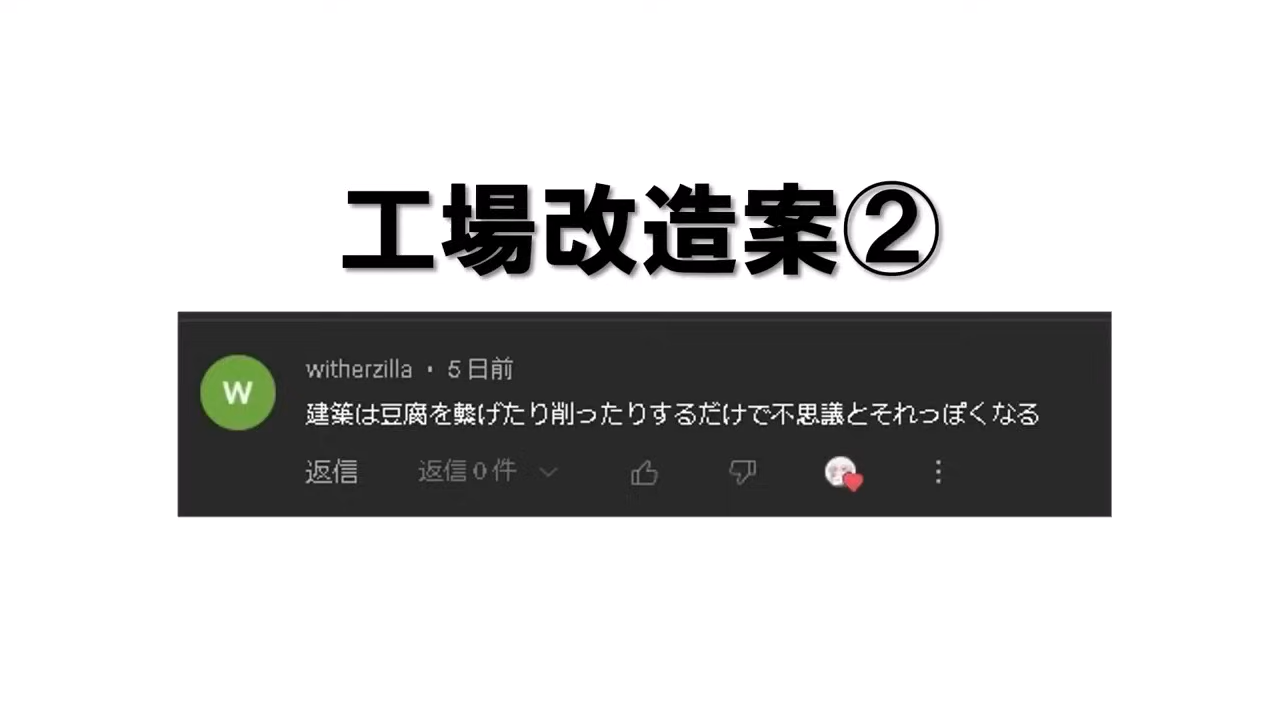 工場改造案②
W
witherzilla・5日前
建築は豆腐を繋げたり削ったりするだけで不思議とそれっぽくなる
返信 返信0件